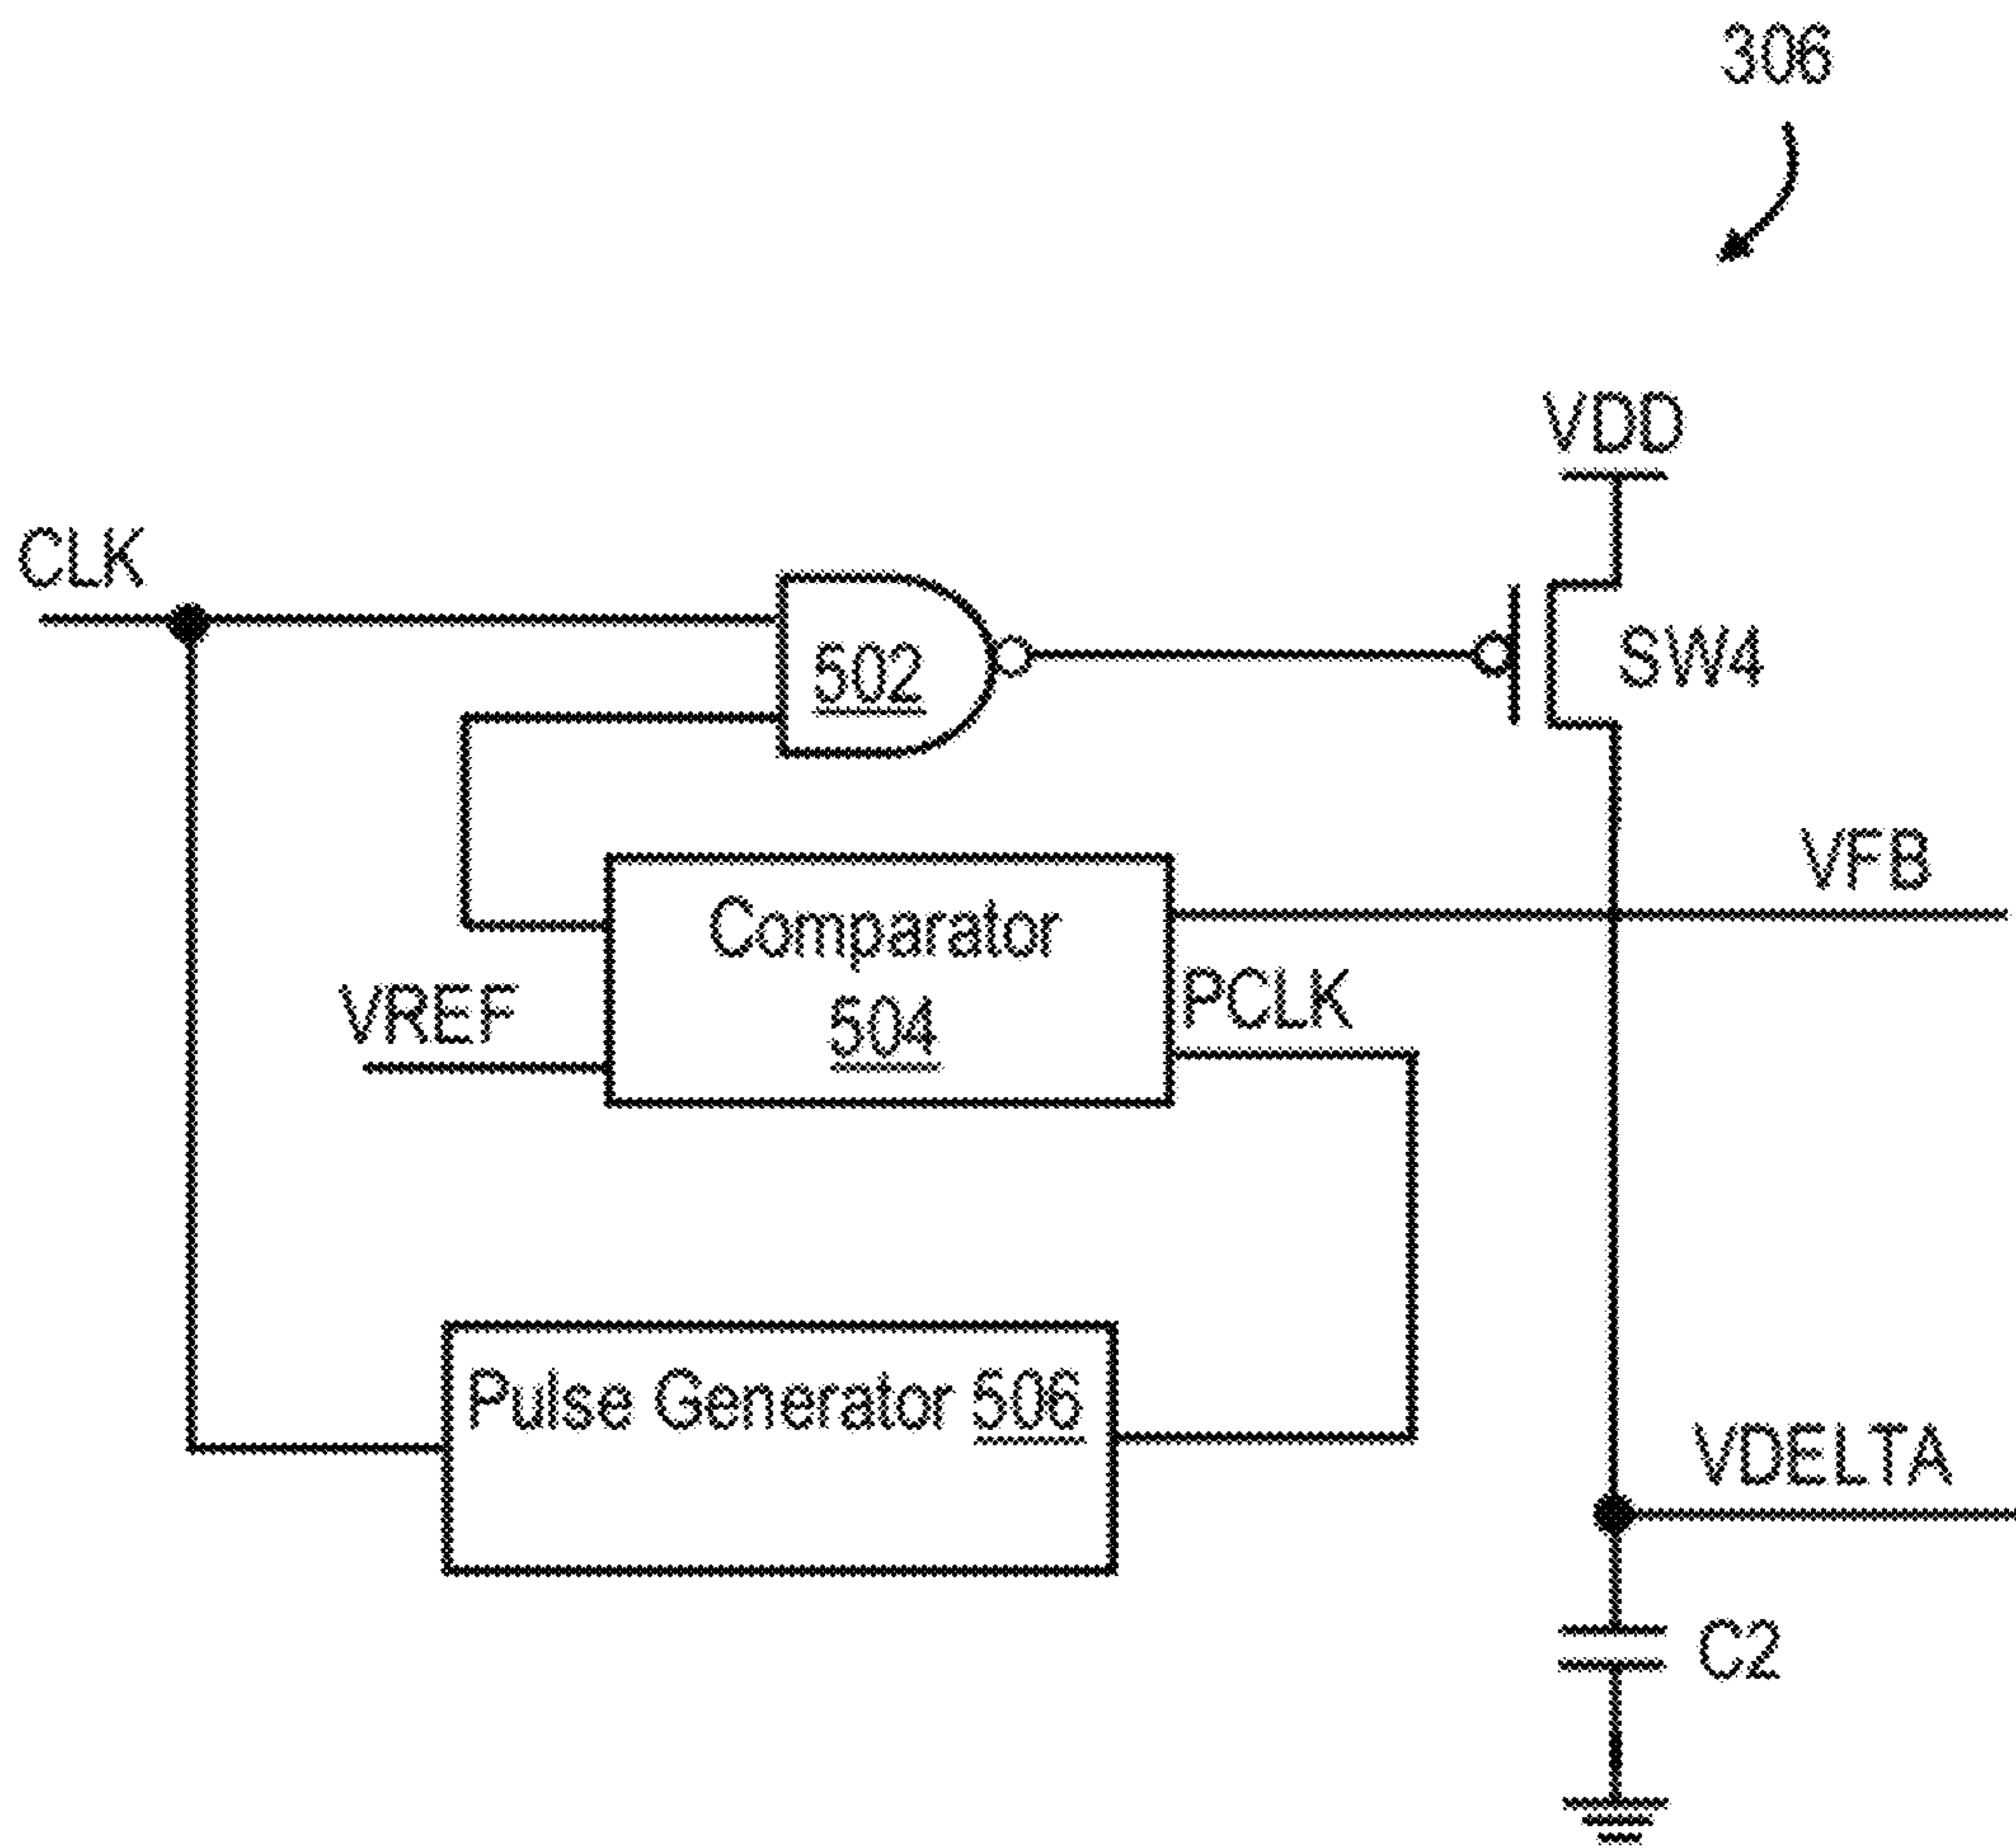 306
VDD
CLK
502
SW4
VFB
Comparator
504
VREF
PCLK
Pulse Generator 506
VDELTA
C2